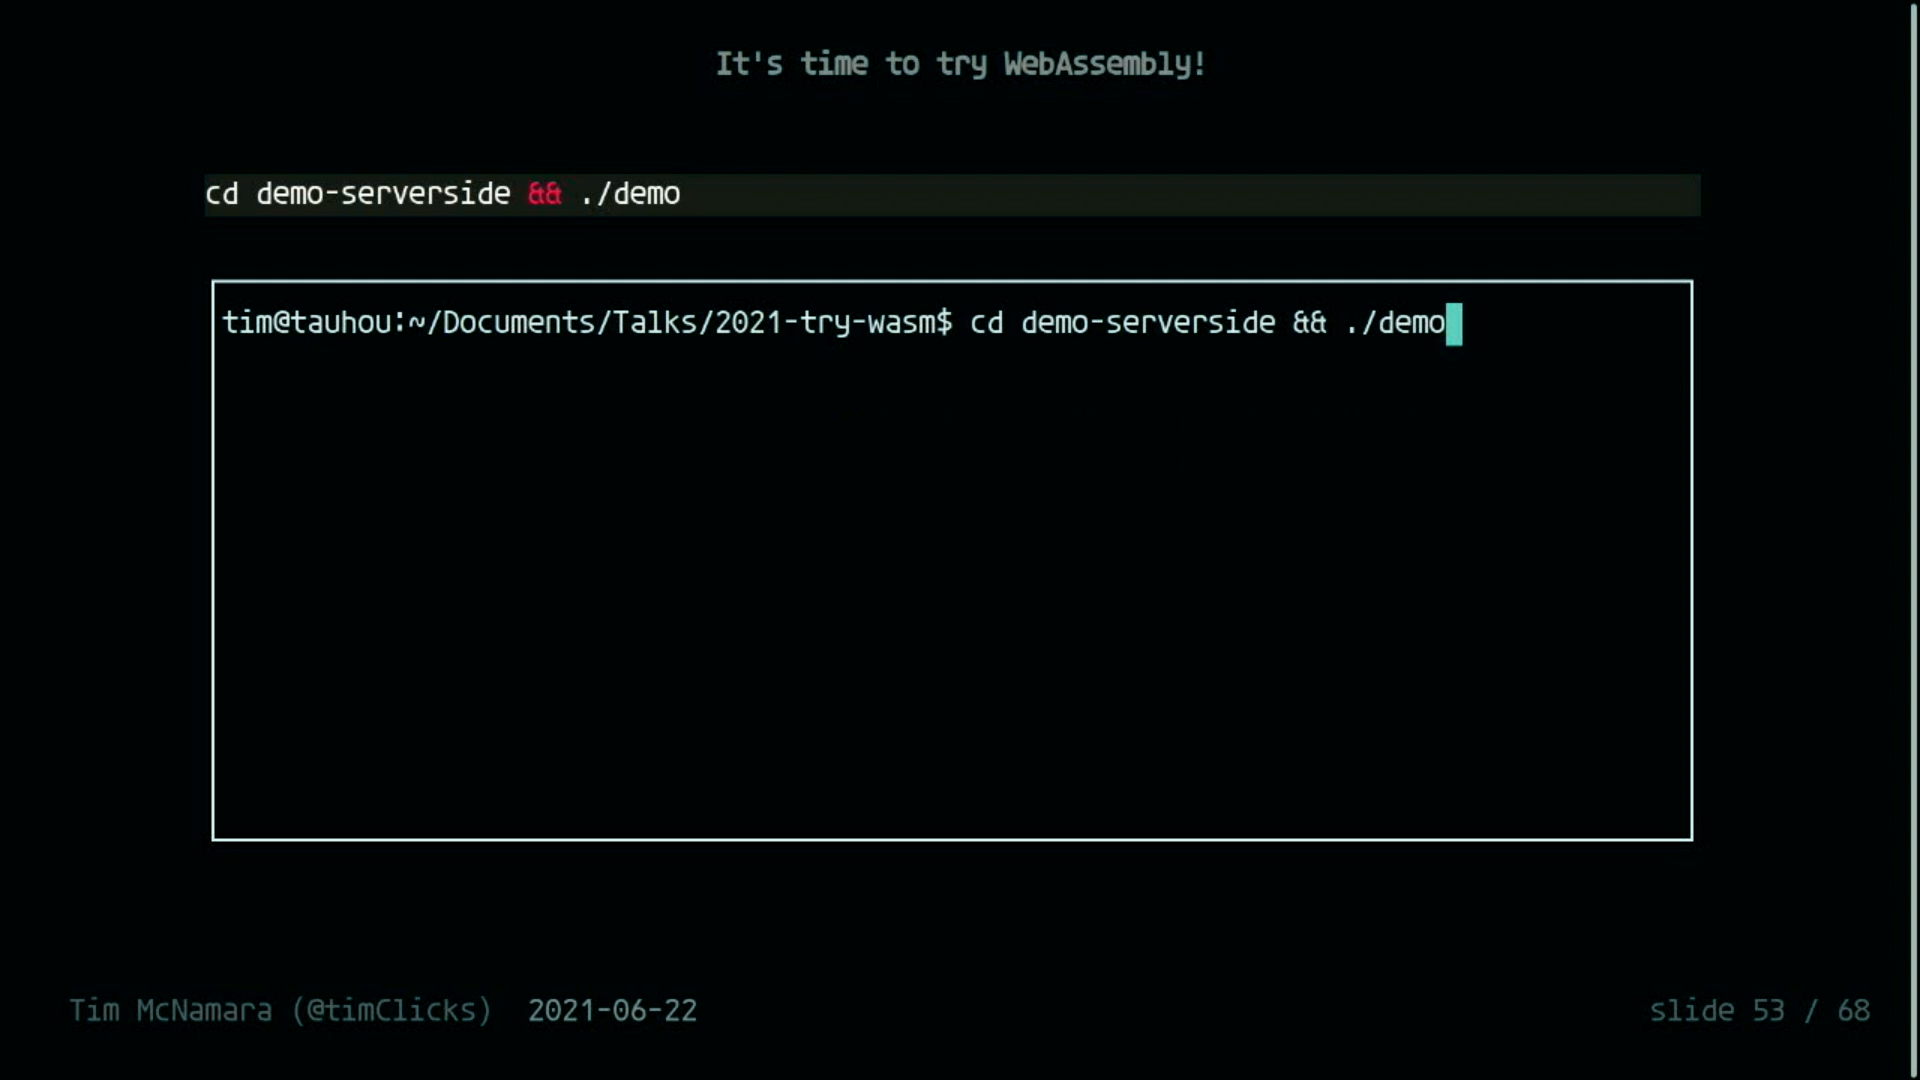 It's time to try WebAssembly!
cd demo-serverside && ./demo
tim@tauhou:~/Documents/Talks/2021-try-wasm$ cd demo-serverside && ./demo
Tim McNamara (@timClicks) 2021-06-22
slide 53 / 68